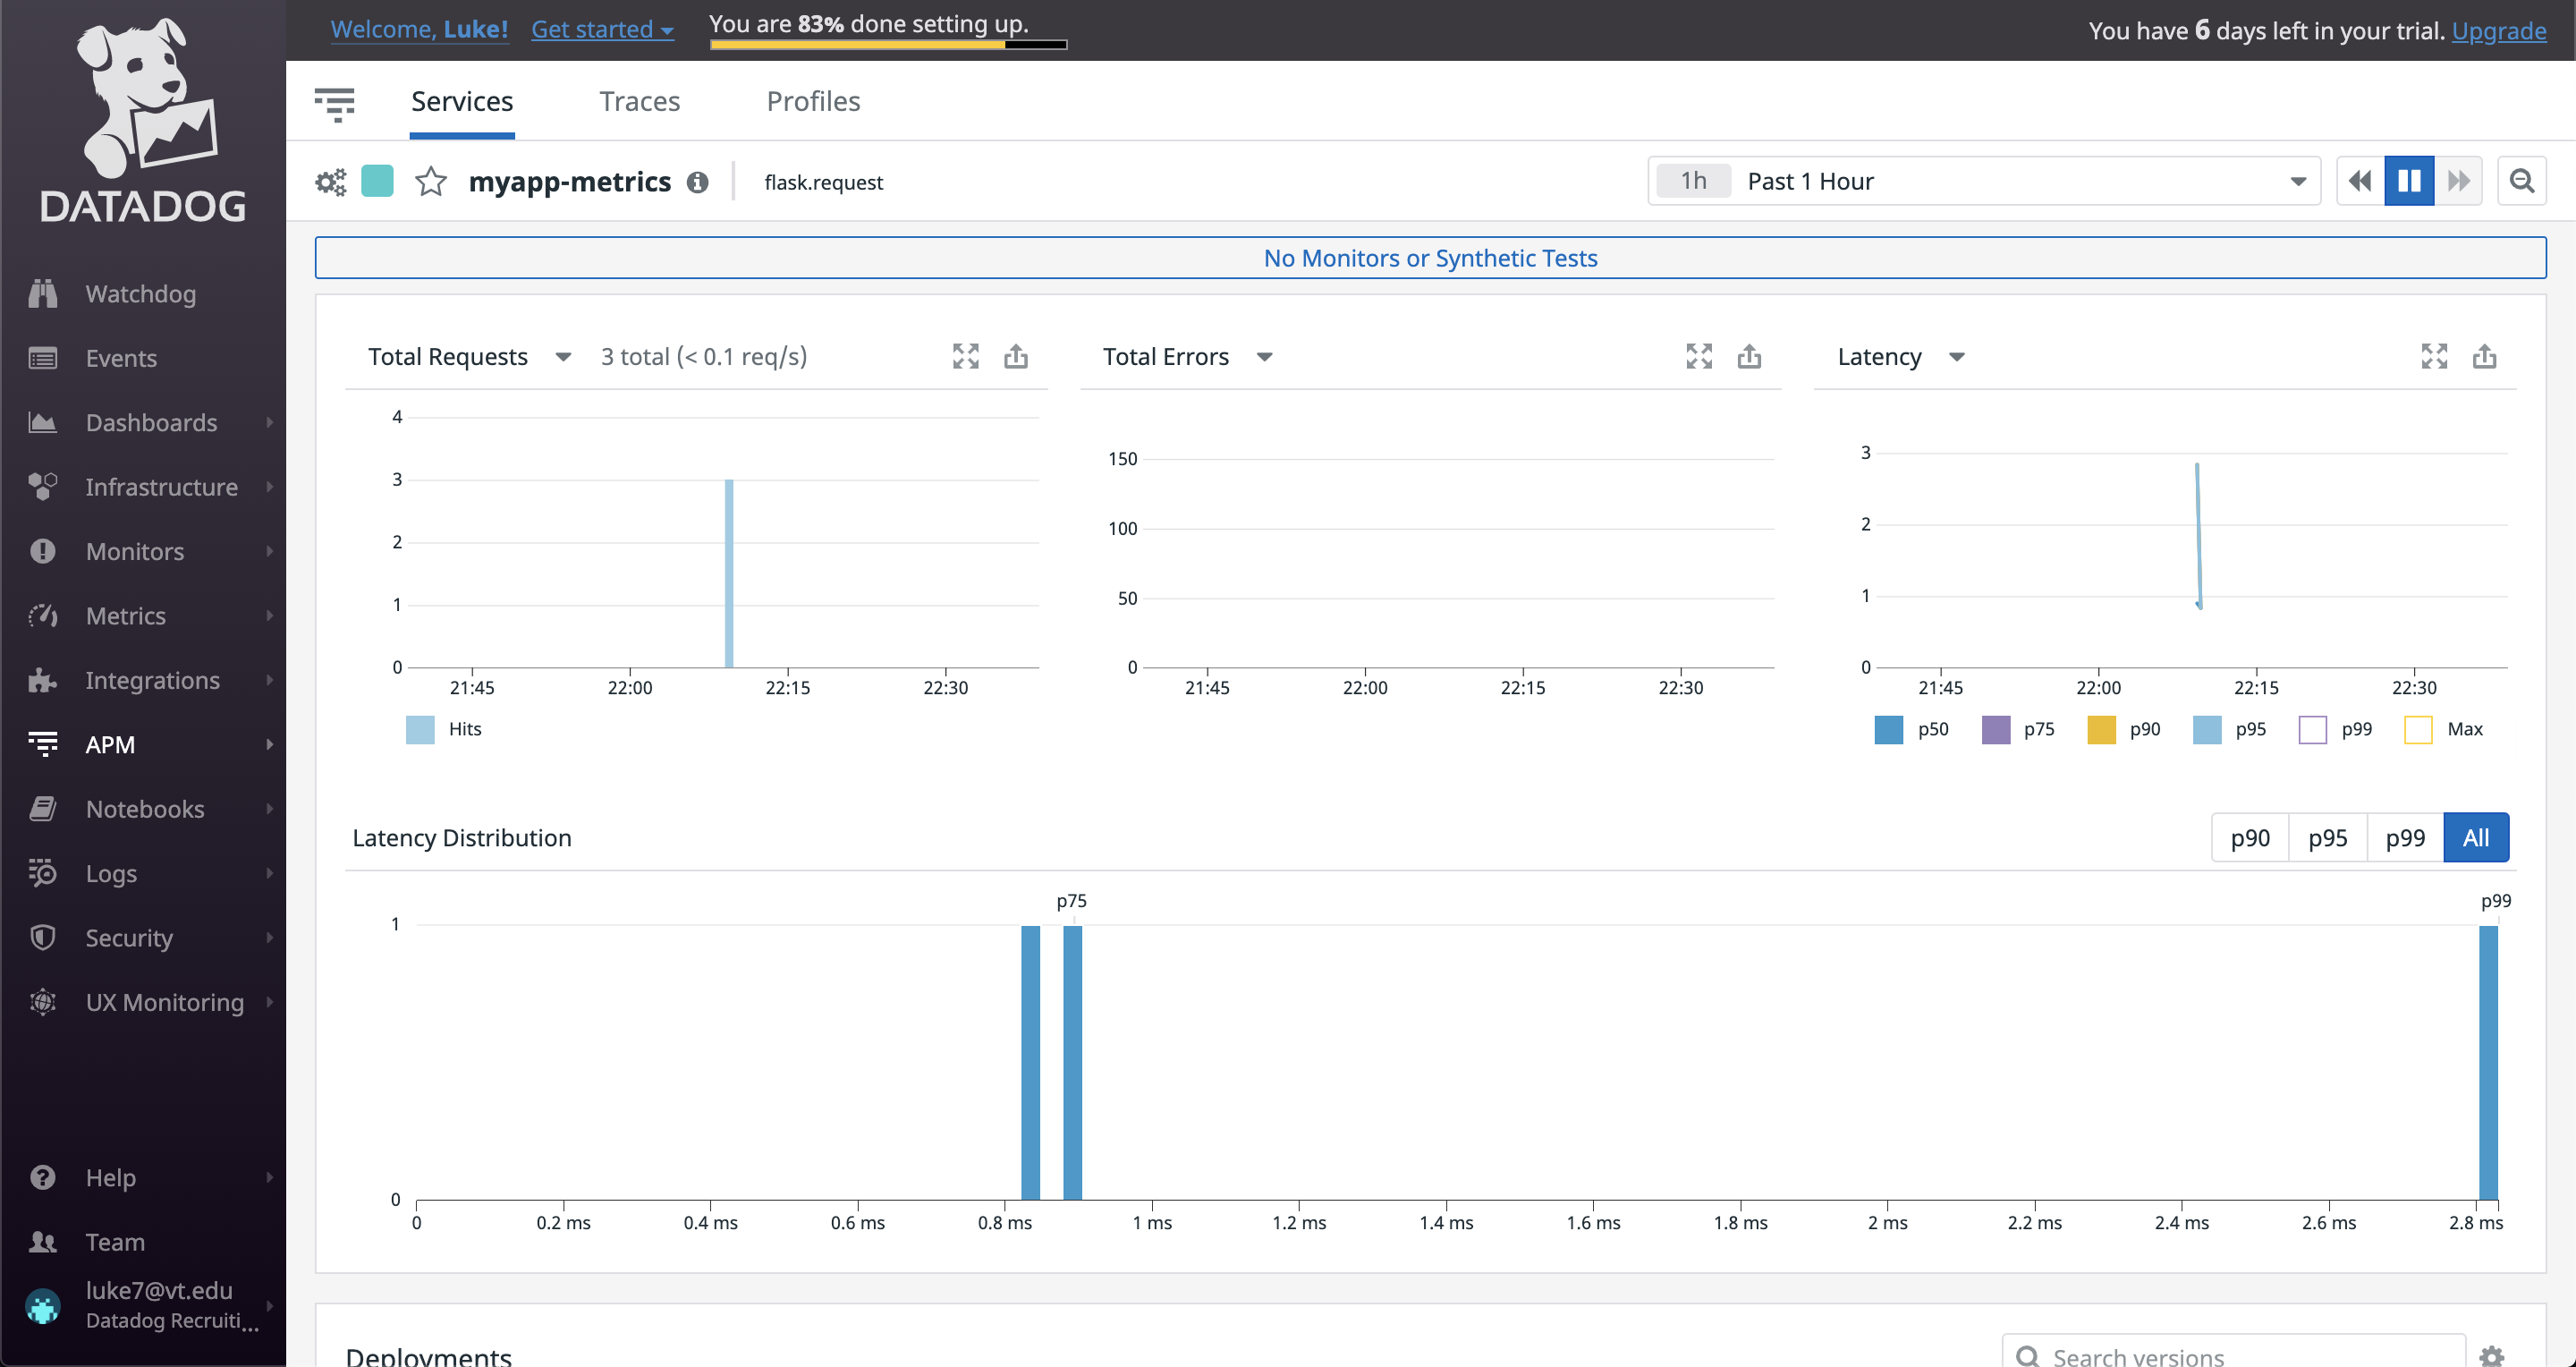 Welcome, Luke! Get started You are 83% done setting up. You have 6 days left in your trial. Upgrade
DATADOG
Watchdog
Events
Dashboards
Infrastructure
Monitors
Metrics
Integrations
APM
Notebooks
Logs
Security
UX Monitoring
Help
Team
luke7@vt.edu
Datadog Recruiti...
Services Traces Profiles
myapp-metrics flask.request 1h Past 1 Hour
No Monitors or Synthetic Tests
Total Requests 3 total (< 0.1 req/s)
4
3
2
1
0
21:45 22:00 22:15 22:30
Hits
Total Errors
150
100
50
0
21:45 22:00 22:15 22:30
Latency
3
2
1
0
21:45 22:00 22:15 22:30
p50 p75 p90 p95 p99 Max
Latency Distribution p90 p95 p99 All
p75 p99
1
0
0 0.2 ms 0.4 ms 0.6 ms 0.8 ms 1 ms 1.2 ms 1.4 ms 1.6 ms 1.8 ms 2 ms 2.2 ms 2.4 ms 2.6 ms 2.8 ms
Deployments Search versions